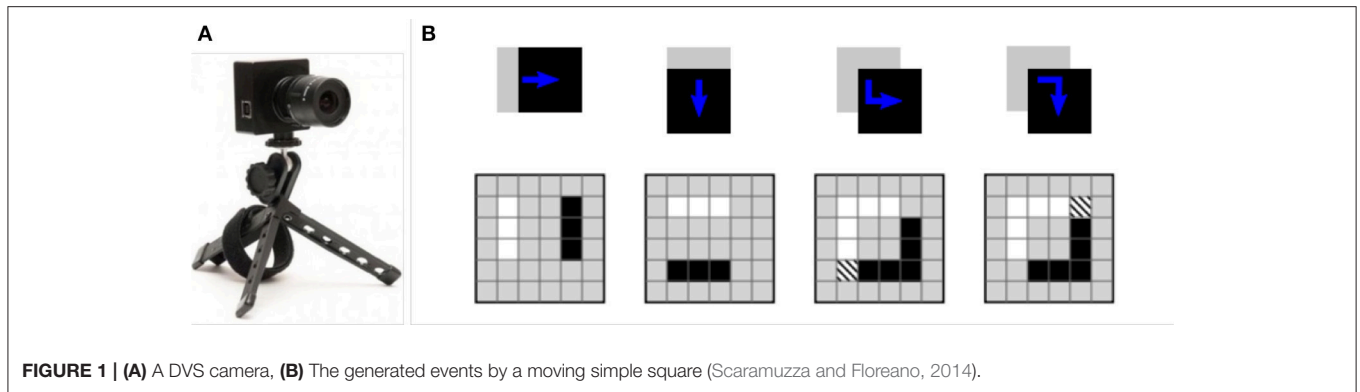 A
B
FIGURE 1 | (A) A DVS camera, (B) The generated events by a moving simple square (Scaramuzza and Floreano, 2014).